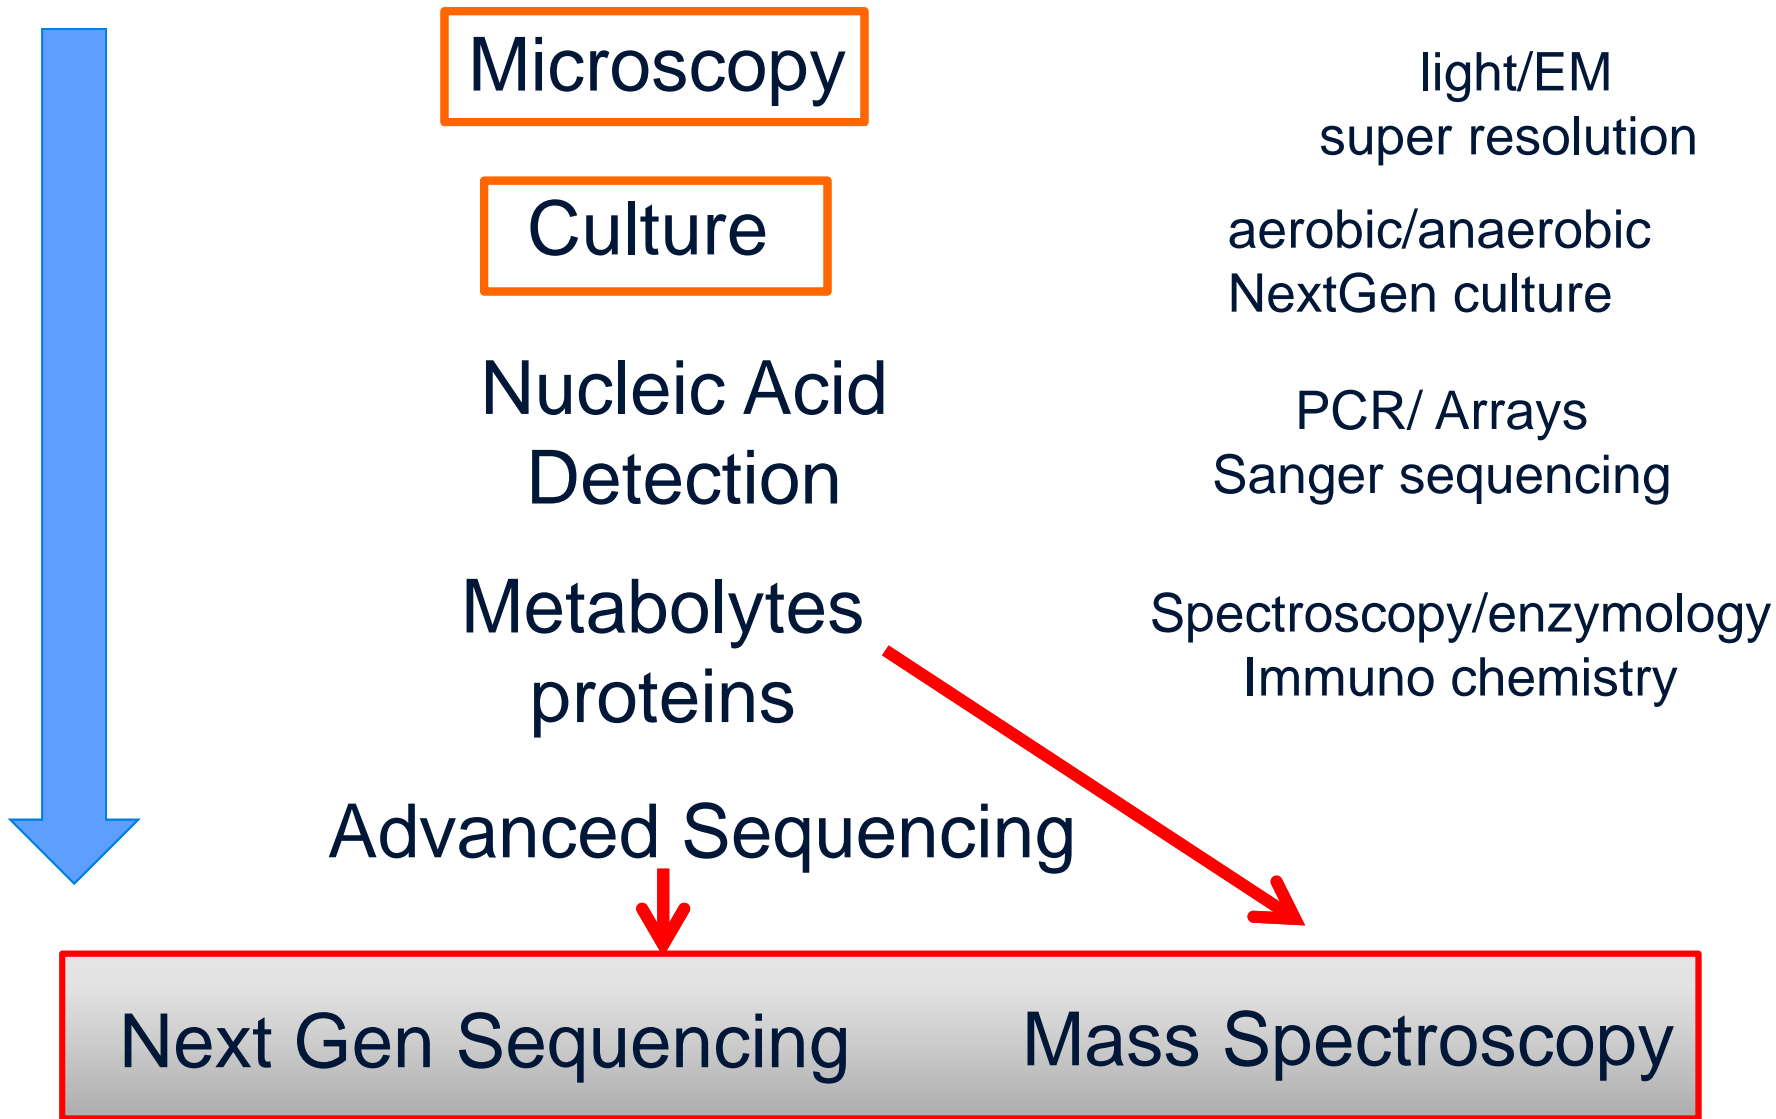 Microscopy
light/EM
super resolution
Culture
aerobic/anaerobic
NextGen culture
Nucleic Acid
Detection
PCR/ Arrays
Sanger sequencing
Metabolytes
proteins
Spectroscopy/enzymology
Immuno chemistry
Advanced Sequencing
Next Gen Sequencing
Mass Spectroscopy